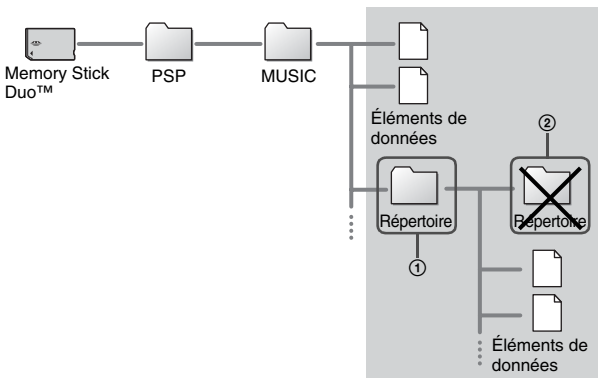 Memory Stick
Duo™
PSP
MUSIC
Éléments de
données
②
Répertoire
Répertoire
①
Éléments de
données